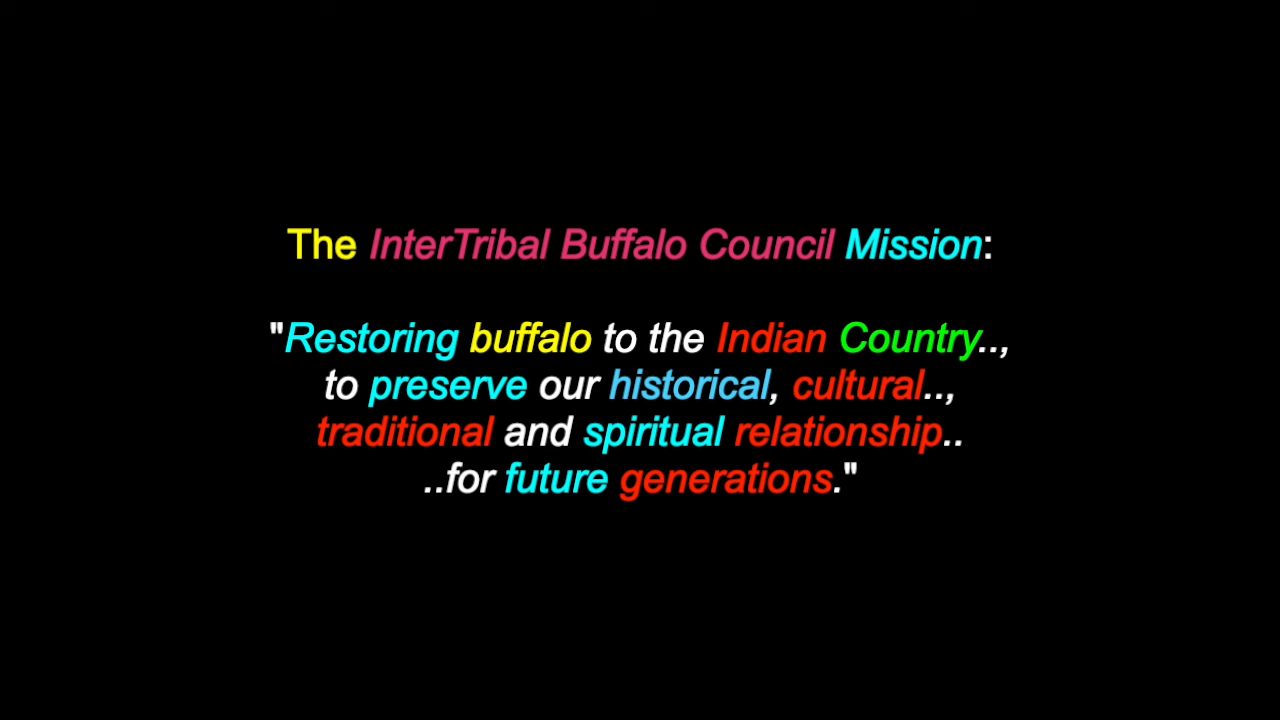 The InterTribal Buffalo Council Mission:
"Restoring buffalo to the Indian Country..,
to preserve our historical, cultural..,
traditional and spiritual relationship..
..for future generations."